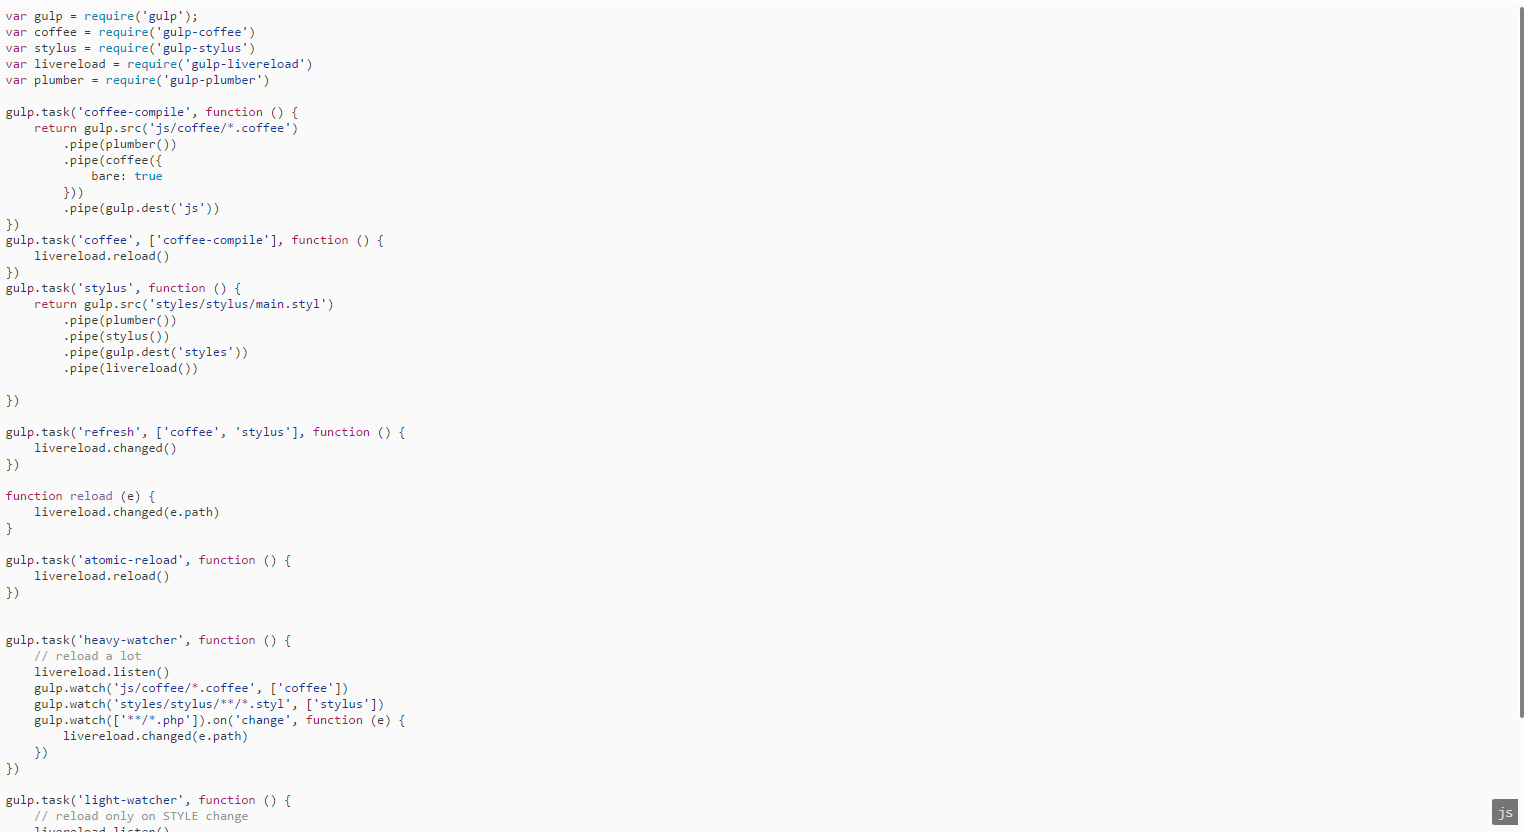 var gulp = require('gulp');
var coffee = require('gulp-coffee')
var stylus = require('gulp-stylus')
var livereload = require('gulp-livereload')
var plumber = require('gulp-plumber')

gulp.task('coffee-compile', function () {
    return gulp.src('js/coffee/*.coffee')
        .pipe(plumber())
        .pipe(coffee({
            bare: true
        }))
        .pipe(gulp.dest('js'))
})
gulp.task('coffee', ['coffee-compile'], function () {
    livereload.reload()
})
gulp.task('stylus', function () {
    return gulp.src('styles/stylus/main.styl')
        .pipe(plumber())
        .pipe(stylus())
        .pipe(gulp.dest('styles'))
        .pipe(livereload())

})

gulp.task('refresh', ['coffee', 'stylus'], function () {
    livereload.changed()
})

function reload (e) {
    livereload.changed(e.path)
}

gulp.task('atomic-reload', function () {
    livereload.reload()
})


gulp.task('heavy-watcher', function () {
    // reload a lot
    livereload.listen()
    gulp.watch('js/coffee/*.coffee', ['coffee'])
    gulp.watch('styles/stylus/**/*.styl', ['stylus'])
    gulp.watch(['**/*.php']).on('change', function (e) {
        livereload.changed(e.path)
    })
})

gulp.task('light-watcher', function () {
    // reload only on STYLE change
    livereload.listen()
js